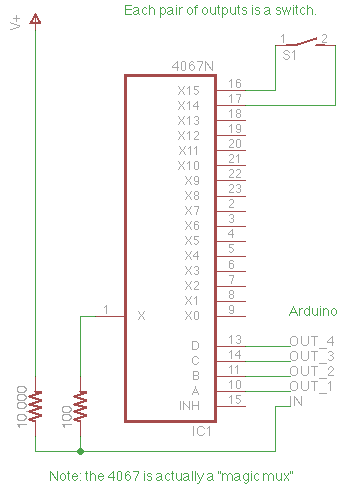 Each pair of outputs is a switch.
V+
4067N
1 2
S1
X15 16
X14 17
X13 18
X12 19
X11 20
X10 21
X9 22
X8 23
X7 2
X6 3
X5 4
X4 5
X3 6
X2 7
X1 8
1 X X0 9
Arduino
D 13 OUT_4
C 14 OUT_3
B 11 OUT_2
A 10 OUT_1
INH 15 IN
10,000
100
IC1
Note: the 4067 is actually a "magic mux"